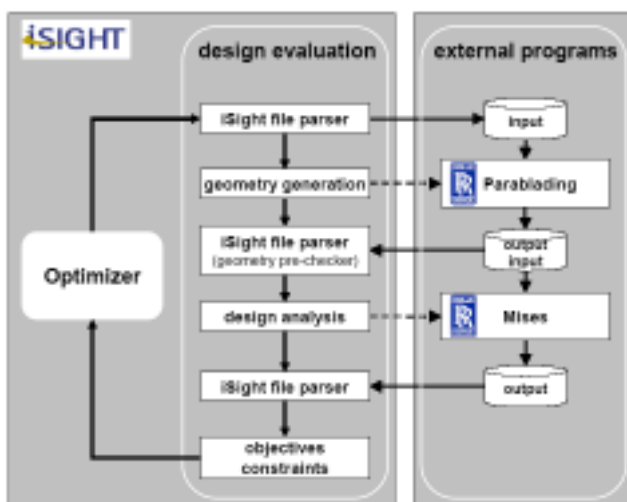 iSIGHT
design evaluation
external programs
iSight file parser
input
geometry generation
Parablading
iSight file parser
(geometry pre-checker)
output
input
Optimizer
design analysis
Mises
iSight file parser
output
objectives
constraints